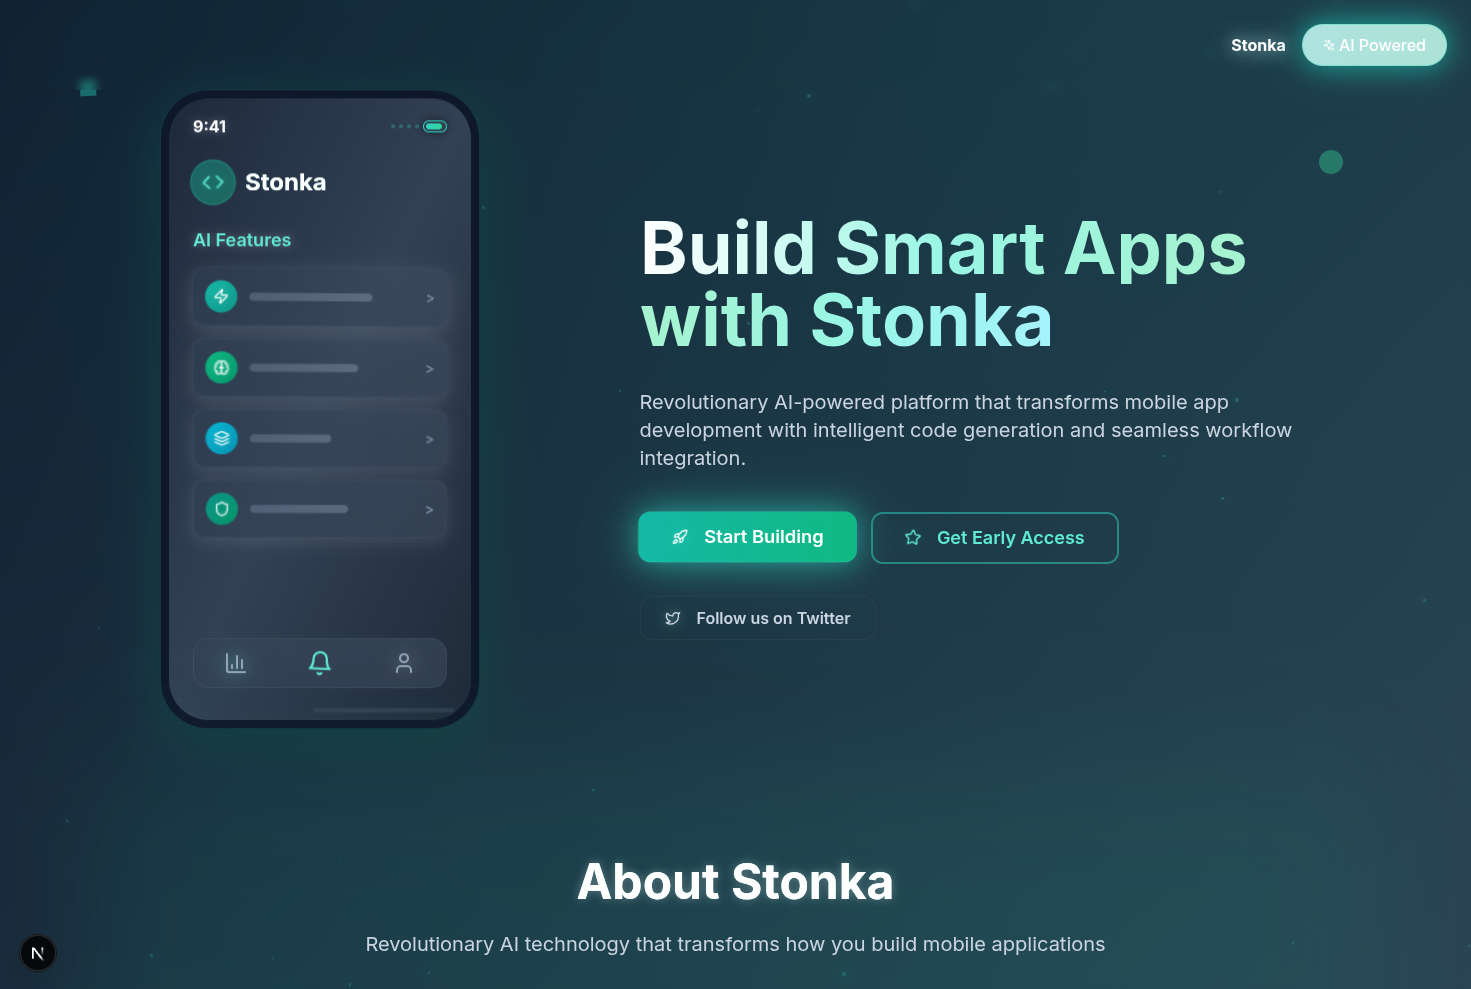 Stonka
AI Powered
9:41
Stonka
AI Features
>
>
>
>
Build Smart Apps
with Stonka
Revolutionary AI-powered platform that transforms mobile app
development with intelligent code generation and seamless workflow
integration.
Start Building
Get Early Access
Follow us on Twitter
About Stonka
Revolutionary AI technology that transforms how you build mobile applications
N